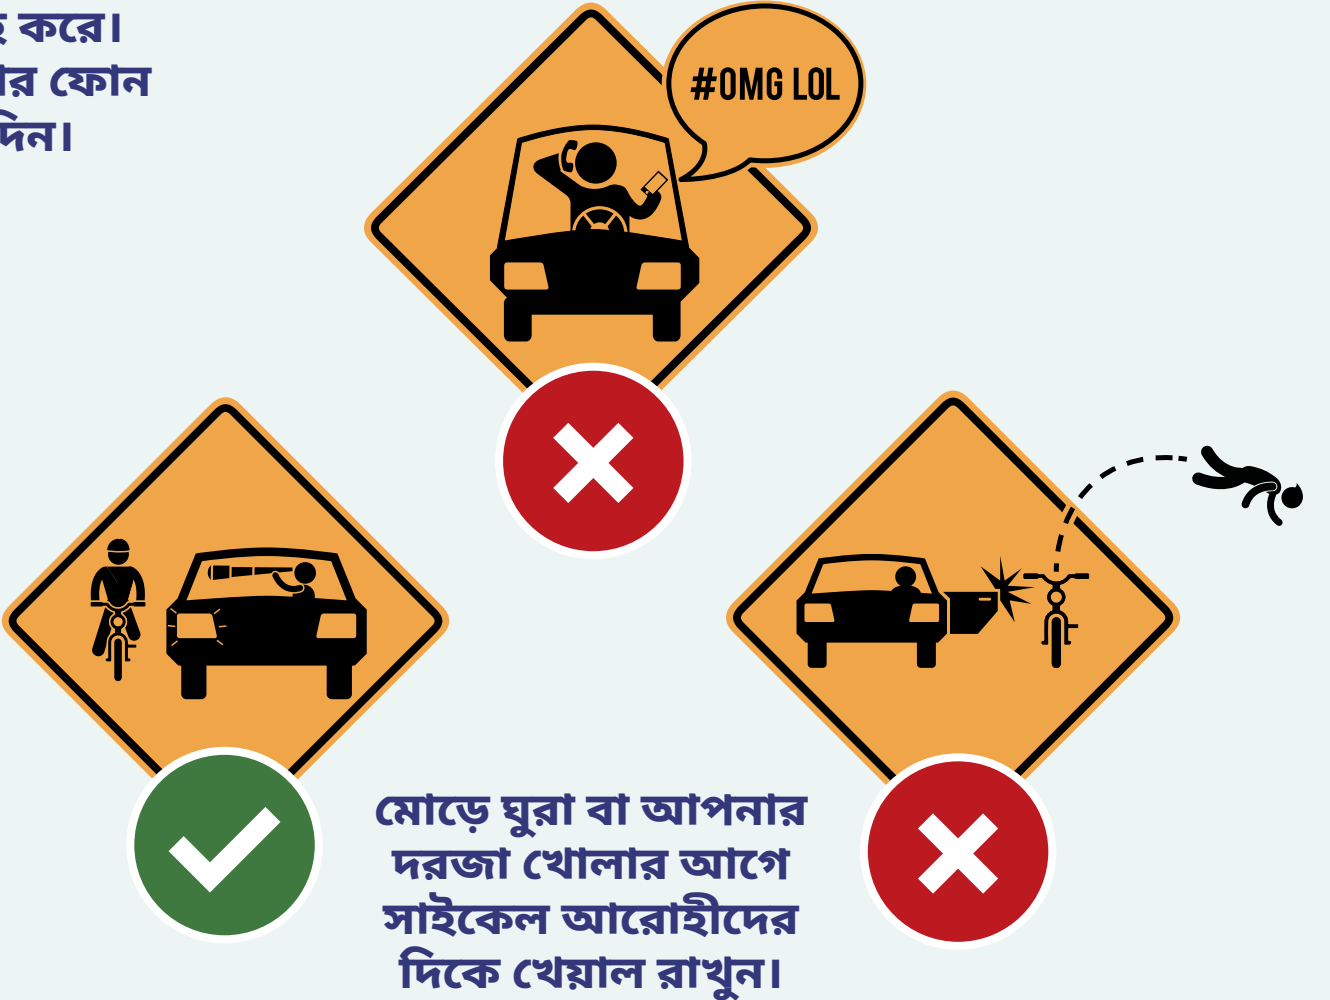 করে।
ফোন
#OMG LOL
মোড়ে ঘুরা বা আপনার
দরজা খোলার আগে
সাইকেল আরোহীদের
দিকে খেয়াল রাখুন।